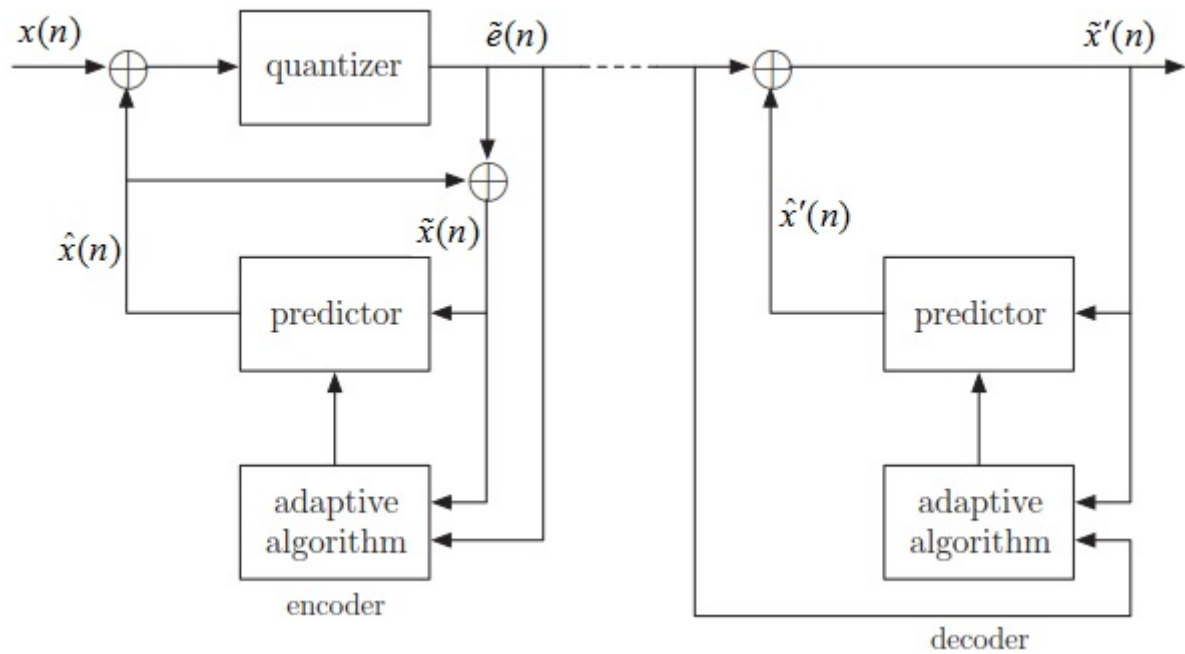 x(n)
quantizer
ẽ(n)
x̃′(n)
x̂(n)
x̃(n)
x̂′(n)
predictor
predictor
adaptive
algorithm
adaptive
algorithm
encoder
decoder